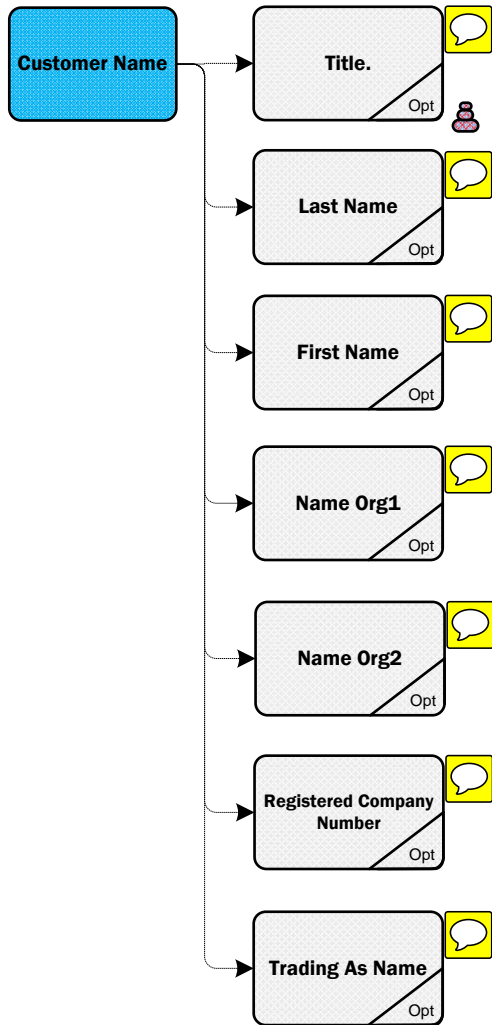 Customer Name
Title.
Opt
Last Name
Opt
First Name
Opt
Name Org1
Opt
Name Org2
Opt
Registered Company
Number
Opt
Trading As Name
Opt